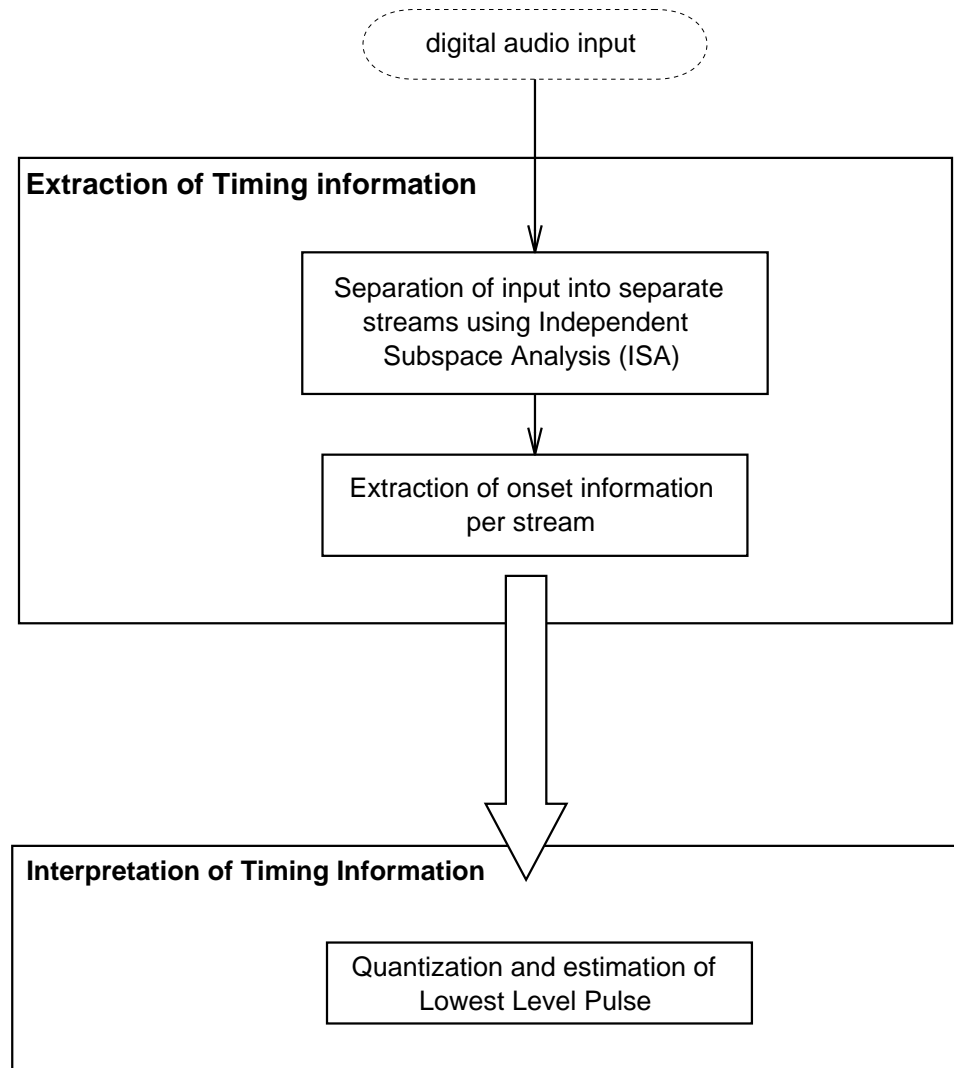 digital audio input
Extraction of Timing information
Separation of input into separate
streams using Independent
Subspace Analysis (ISA)
Extraction of onset information
per stream
Interpretation of Timing Information
Quantization and estimation of
Lowest Level Pulse